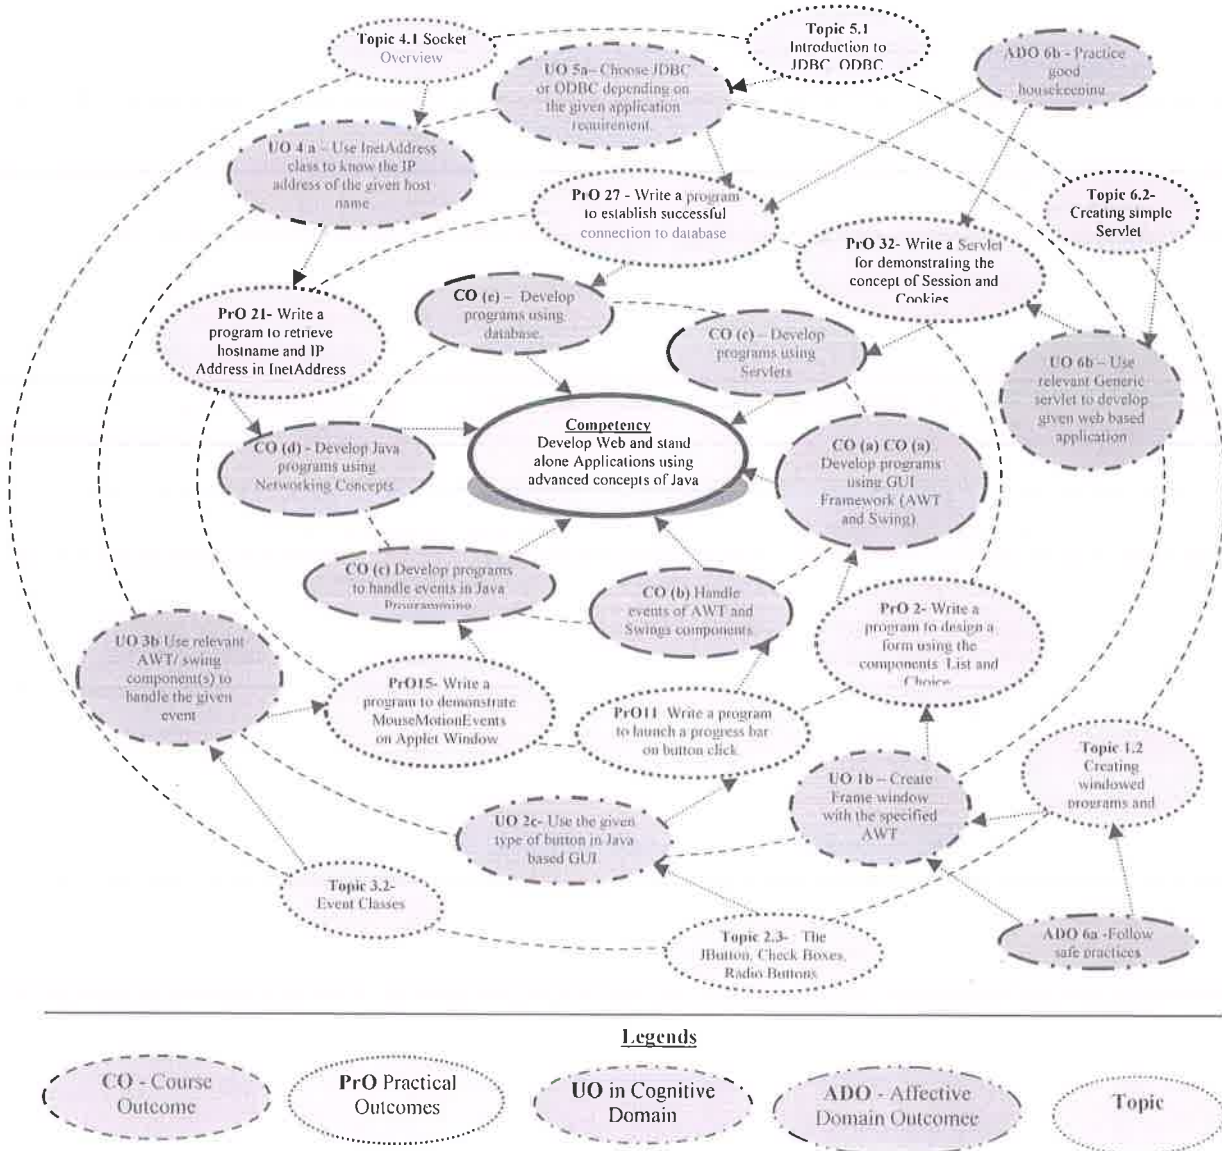 Topic 4.1 Socket
Overview
Topic 5.1
Introduction to
JDBC, ODBC
ADO 6b - Practice
good
housekeeping.
UO 5a– Choose JDBC
or ODBC depending on
the given application
requirement.
UO 4 a – Use InetAddress
class to know the IP
address of the given host
name
PrO 27 - Write a program
to establish successful
connection to database
Topic 6.2-
Creating simple
Servlet
PrO 32- Write a Servlet
for demonstrating the
concept of Session and
Cookies
PrO 21- Write a
program to retrieve
hostname and IP
Address in InetAddress
CO (e) – Develop
programs using
database.
CO (c) – Develop
programs using
Servlets
UO 6b – Use
relevant Generic
servlet to develop
given web based
application
Competency
Develop Web and stand
alone Applications using
advanced concepts of Java
CO (d) - Develop Java
programs using
Networking Concepts
CO (a) CO (a)
Develop programs
using GUI
Framework (AWT
and Swing)
CO (c) Develop programs
to handle events in Java
Programming
CO (b) Handle
events of AWT and
Swings components
PrO 2- Write a
program to design a
form using the
components List and
Choice
UO 3b Use relevant
AWT/ swing
component(s) to
handle the given
event
PrO15- Write a
program to demonstrate
MouseMotionEvents
on Applet Window
PrO11 Write a program
to launch a progress bar
on button click
Topic 1.2
Creating
windowed
programs and
UO 1b – Create
Frame window
with the specified
AWT
UO 2c- Use the given
type of button in Java
based GUI
Topic 3.2-
Event Classes
Topic 2.3- The
JButton, Check Boxes,
Radio Buttons
ADO 6a -Follow
safe practices
Legends
CO - Course
Outcome
PrO Practical
Outcomes
UO in Cognitive
Domain
ADO - Affective
Domain Outcomee
Topic